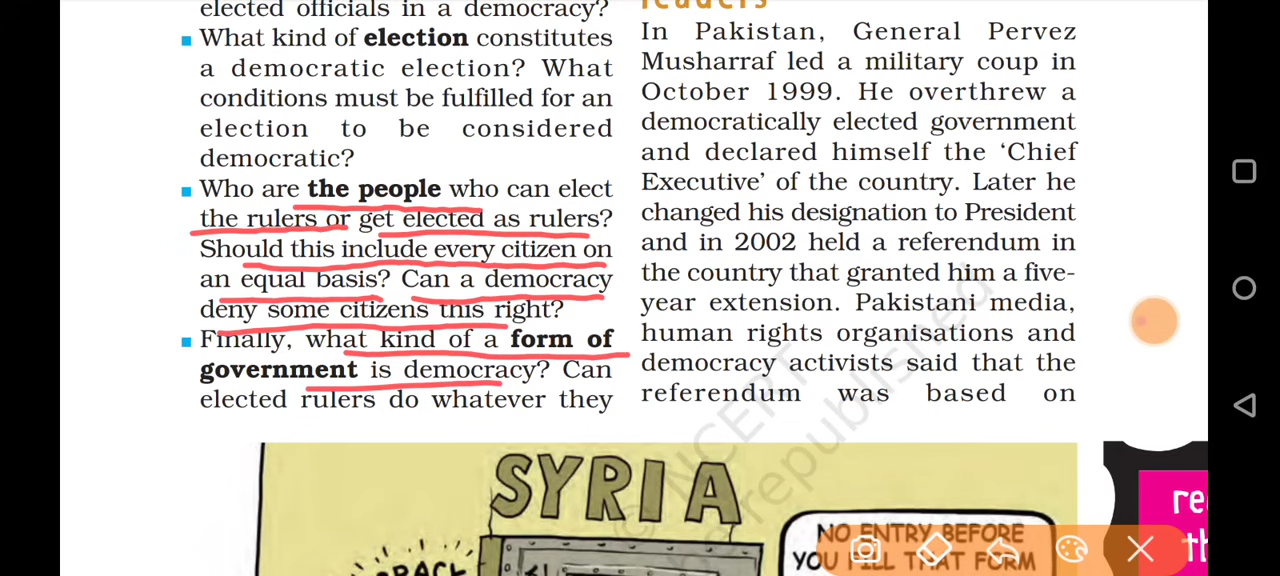 elected officials in a democracy?
What kind of election constitutes
a democratic election? What
conditions must be fulfilled for an
election to be considered
democratic?
Who are the people who can elect
the rulers or get elected as rulers?
Should this include every citizen on
an equal basis? Can a democracy
deny some citizens this right?
Finally, what kind of a form of
government is democracy? Can
elected rulers do whatever they
leaders
In Pakistan, General Pervez
Musharraf led a military coup in
October 1999. He overthrew a
democratically elected government
and declared himself the ‘Chief
Executive’ of the country. Later he
changed his designation to President
and in 2002 held a referendum in
the country that granted him a five-
year extension. Pakistani media,
human rights organisations and
democracy activists said that the
referendum was based on
© NCEPT
republished
SYRIA
NO ENTRY BEFORE
YOU FILL THAT FORM
CRACK
re
th